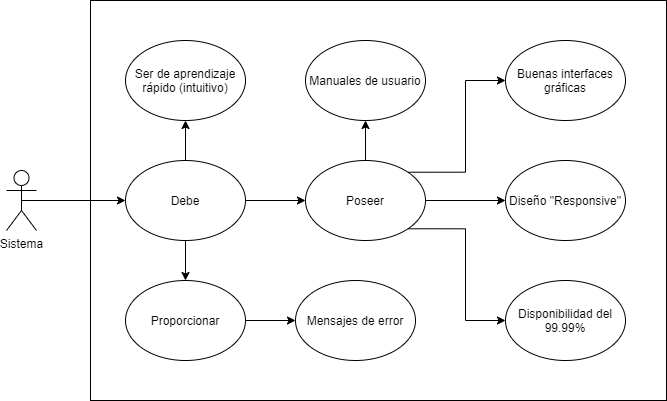 Ser de aprendizaje
rápido (intuitivo)
Manuales de usuario
Buenas interfaces
gráficas
Debe
Poseer
Diseño "Responsive"
Sistema
Proporcionar
Mensajes de error
Disponibilidad del
99.99%